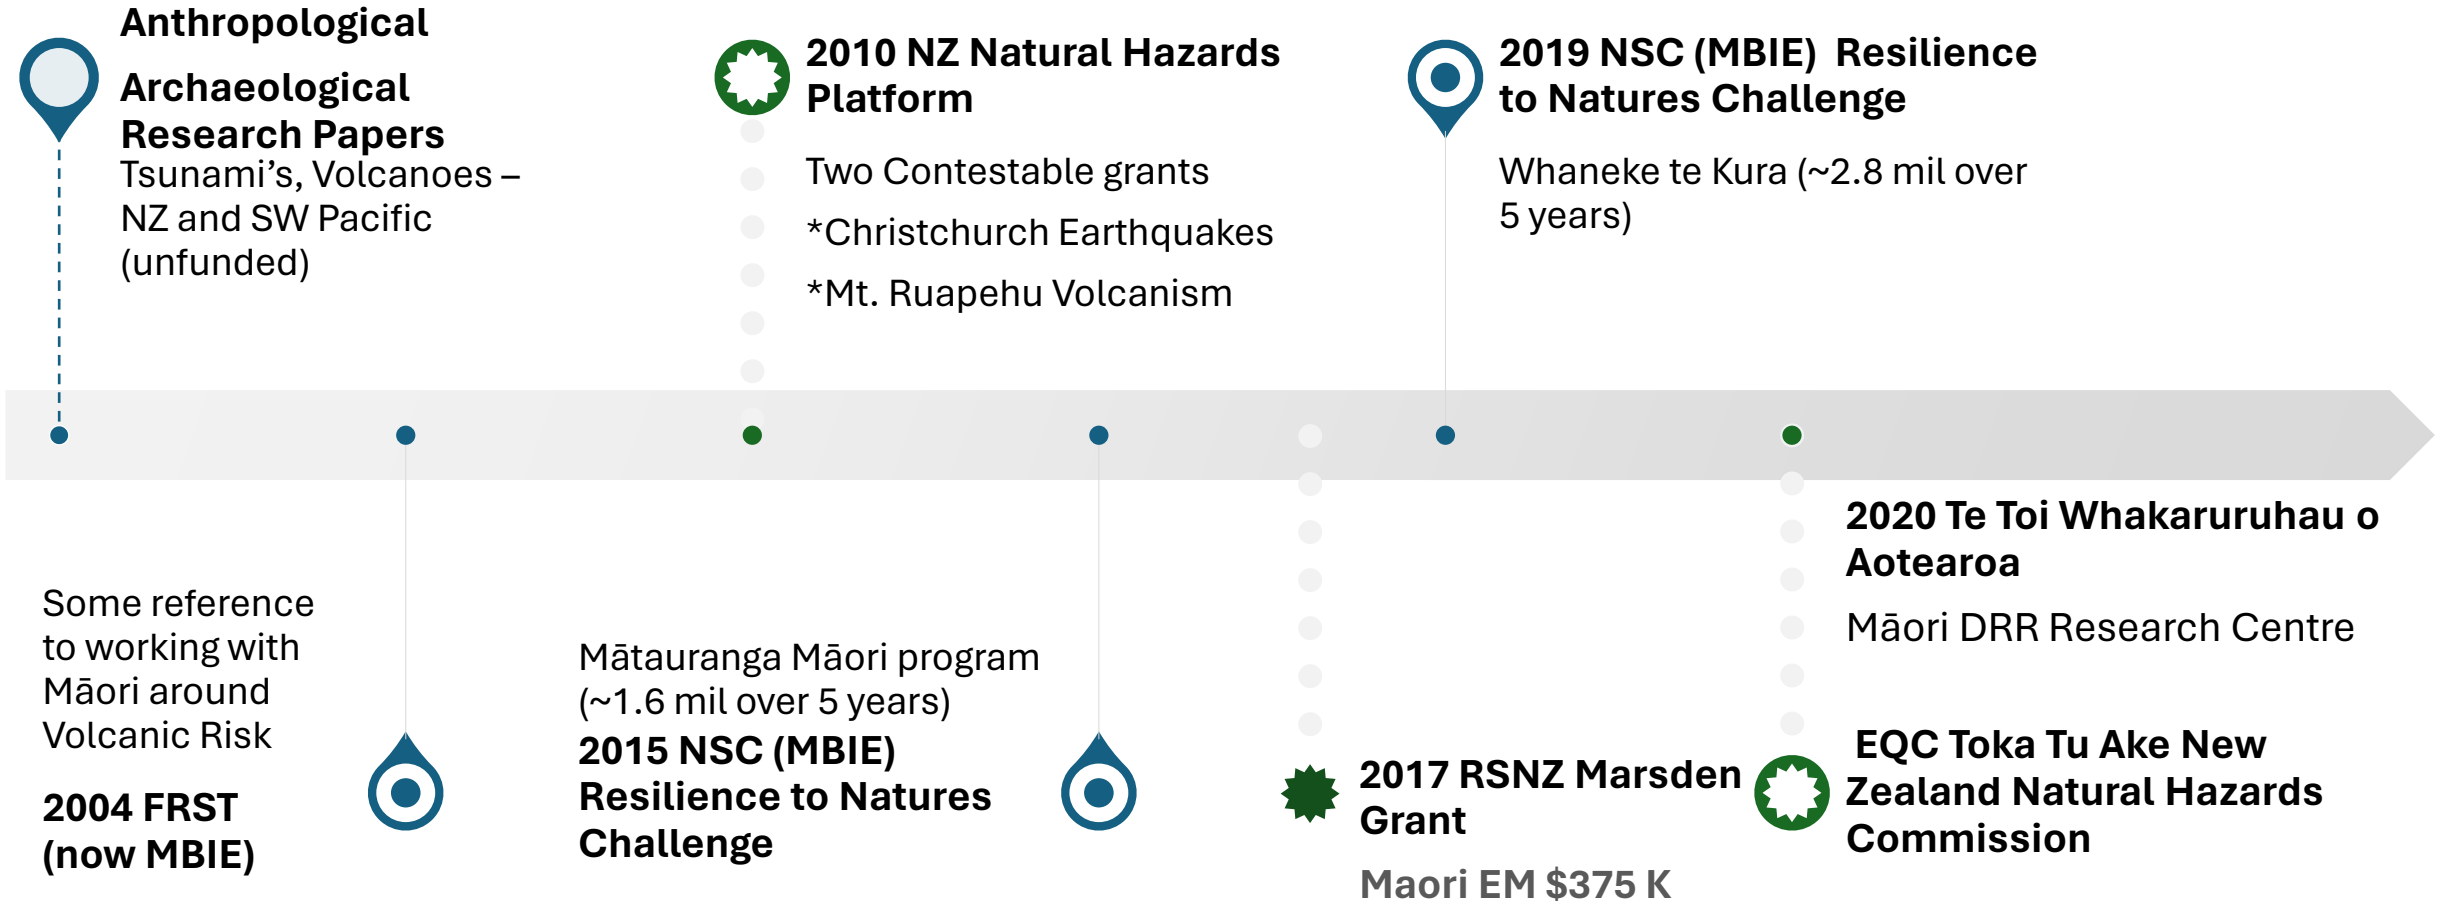 Anthropological
Archaeological
Research Papers
Tsunami’s, Volcanoes –
NZ and SW Pacific
(unfunded)
2010 NZ Natural Hazards
Platform
Two Contestable grants
*Christchurch Earthquakes
*Mt. Ruapehu Volcanism
2019 NSC (MBIE)  Resilience
to Natures Challenge
Whaneke te Kura (~2.8 mil over
5 years)
Some reference
to working with
Māori around
Volcanic Risk
2004 FRST
(now MBIE)
Mātauranga Māori program
(~1.6 mil over 5 years)
2015 NSC (MBIE)
Resilience to Natures
Challenge
2017 RSNZ Marsden
Grant
Maori EM $375 K
2020 Te Toi Whakaruruhau o
Aotearoa
Māori DRR Research Centre
EQC Toka Tu Ake New
Zealand Natural Hazards
Commission